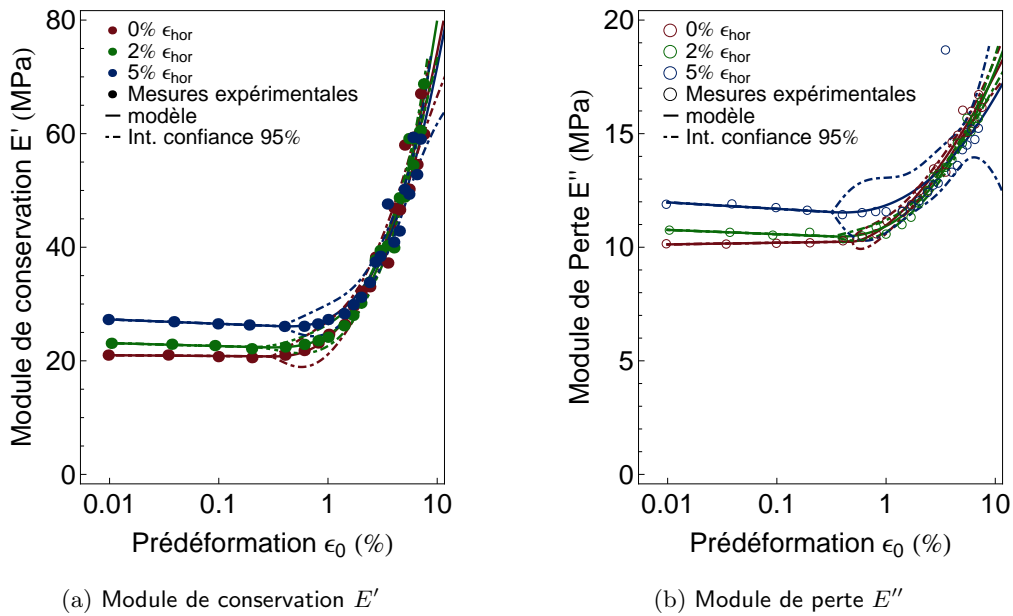 80
60
40
20
0
0.01
0.1
1
10
Module de conservation E' (MPa)
Prédéformation ϵ0 (%)
0% ϵhor
2% ϵhor
5% ϵhor
Mesures expérimentales
modèle
Int. confiance 95%
(a) Module de conservation E′
20
15
10
5
0
0.01
0.1
1
10
Module de Perte E'' (MPa)
Prédéformation ϵ0 (%)
0% ϵhor
2% ϵhor
5% ϵhor
Mesures expérimentales
modèle
Int. confiance 95%
(b) Module de perte E′′